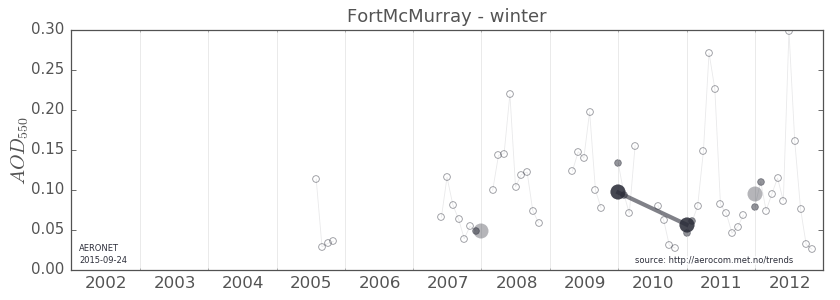 FortMcMurray - winter
AOD550
0.30
0.25
0.20
0.15
0.10
0.05
0.00
AERONET
2015-09-24
source: http://aerocom.met.no/trends
2002 2003 2004 2005 2006 2007 2008 2009 2010 2011 2012